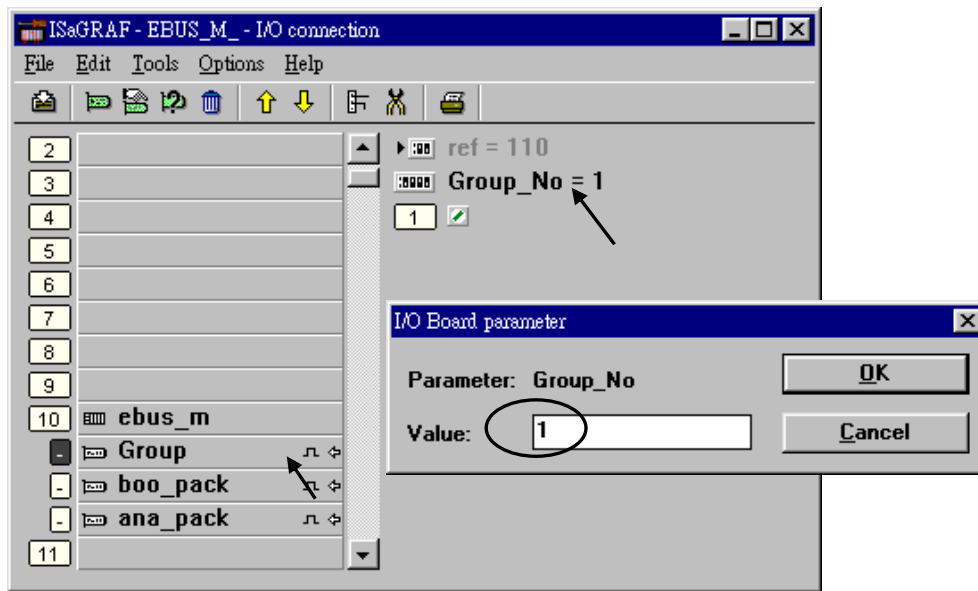 ISaGRAF - EBUS_M_ - I/O connection
File Edit Tools Options Help
2
3
4
5
6
7
8
9
10 ebus_m
- Group
- boo_pack
- ana_pack
11
ref = 110
Group_No = 1
1
I/O Board parameter
Parameter: Group_No
Value: 1
OK
Cancel